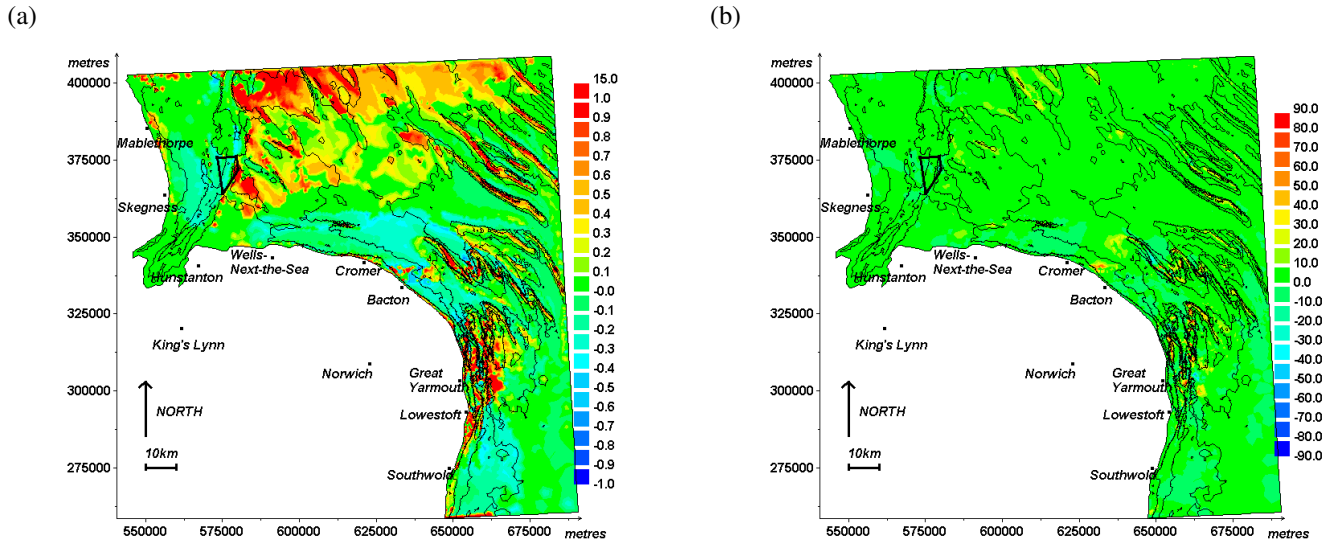 (a)
(b)
metres
400000
375000
350000
325000
300000
275000
550000 575000 600000 625000 650000 675000
metres
Mablethorpe
Skegness
Hunstanton
Wells-
Next-the-Sea
Cromer
Bacton
King's Lynn
Norwich
Great
Yarmouth
Lowestoft
Southwold
NORTH
10km
15.0
1.0
0.9
0.8
0.7
0.6
0.5
0.4
0.3
0.2
0.1
-0.0
-0.1
-0.2
-0.3
-0.4
-0.5
-0.6
-0.7
-0.8
-0.9
-1.0
metres
400000
375000
350000
325000
300000
275000
550000 575000 600000 625000 650000 675000
metres
Mablethorpe
Skegness
Hunstanton
Wells-
Next-the-Sea
Cromer
Bacton
King's Lynn
Norwich
Great
Yarmouth
Lowestoft
Southwold
NORTH
10km
90.0
80.0
70.0
60.0
50.0
40.0
30.0
20.0
10.0
0.0
-10.0
-20.0
-30.0
-40.0
-50.0
-60.0
-70.0
-80.0
-90.0